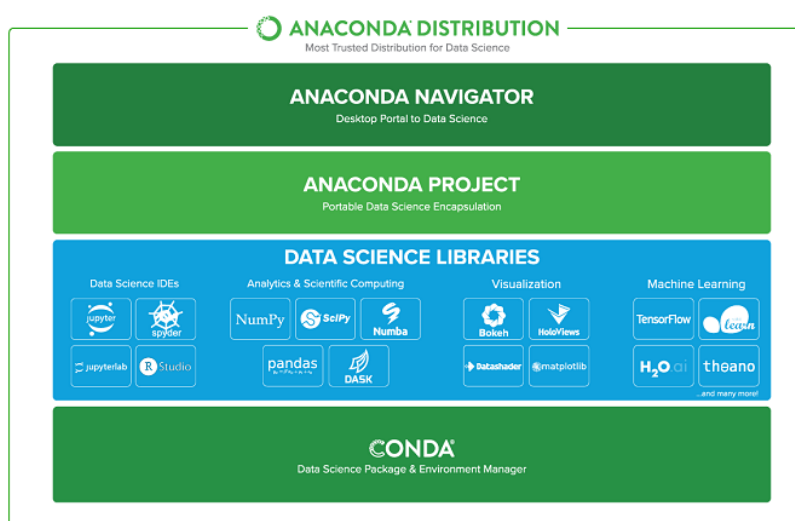 ANACONDA DISTRIBUTION
Most Trusted Distribution for Data Science
ANACONDA NAVIGATOR
Desktop Portal to Data Science
ANACONDA PROJECT
Portable Data Science Encapsulation
DATA SCIENCE LIBRARIES
Data Science IDEs
jupyter
spyder
jupyterlab
R Studio
Analytics & Scientific Computing
NumPy
SciPy
Numba
pandas
DASK
Visualization
Bokeh
HoloViews
Datashader
matplotlib
Machine Learning
TensorFlow
learn
H2O.ai
theano
...and many more!
CONDA
Data Science Package & Environment Manager